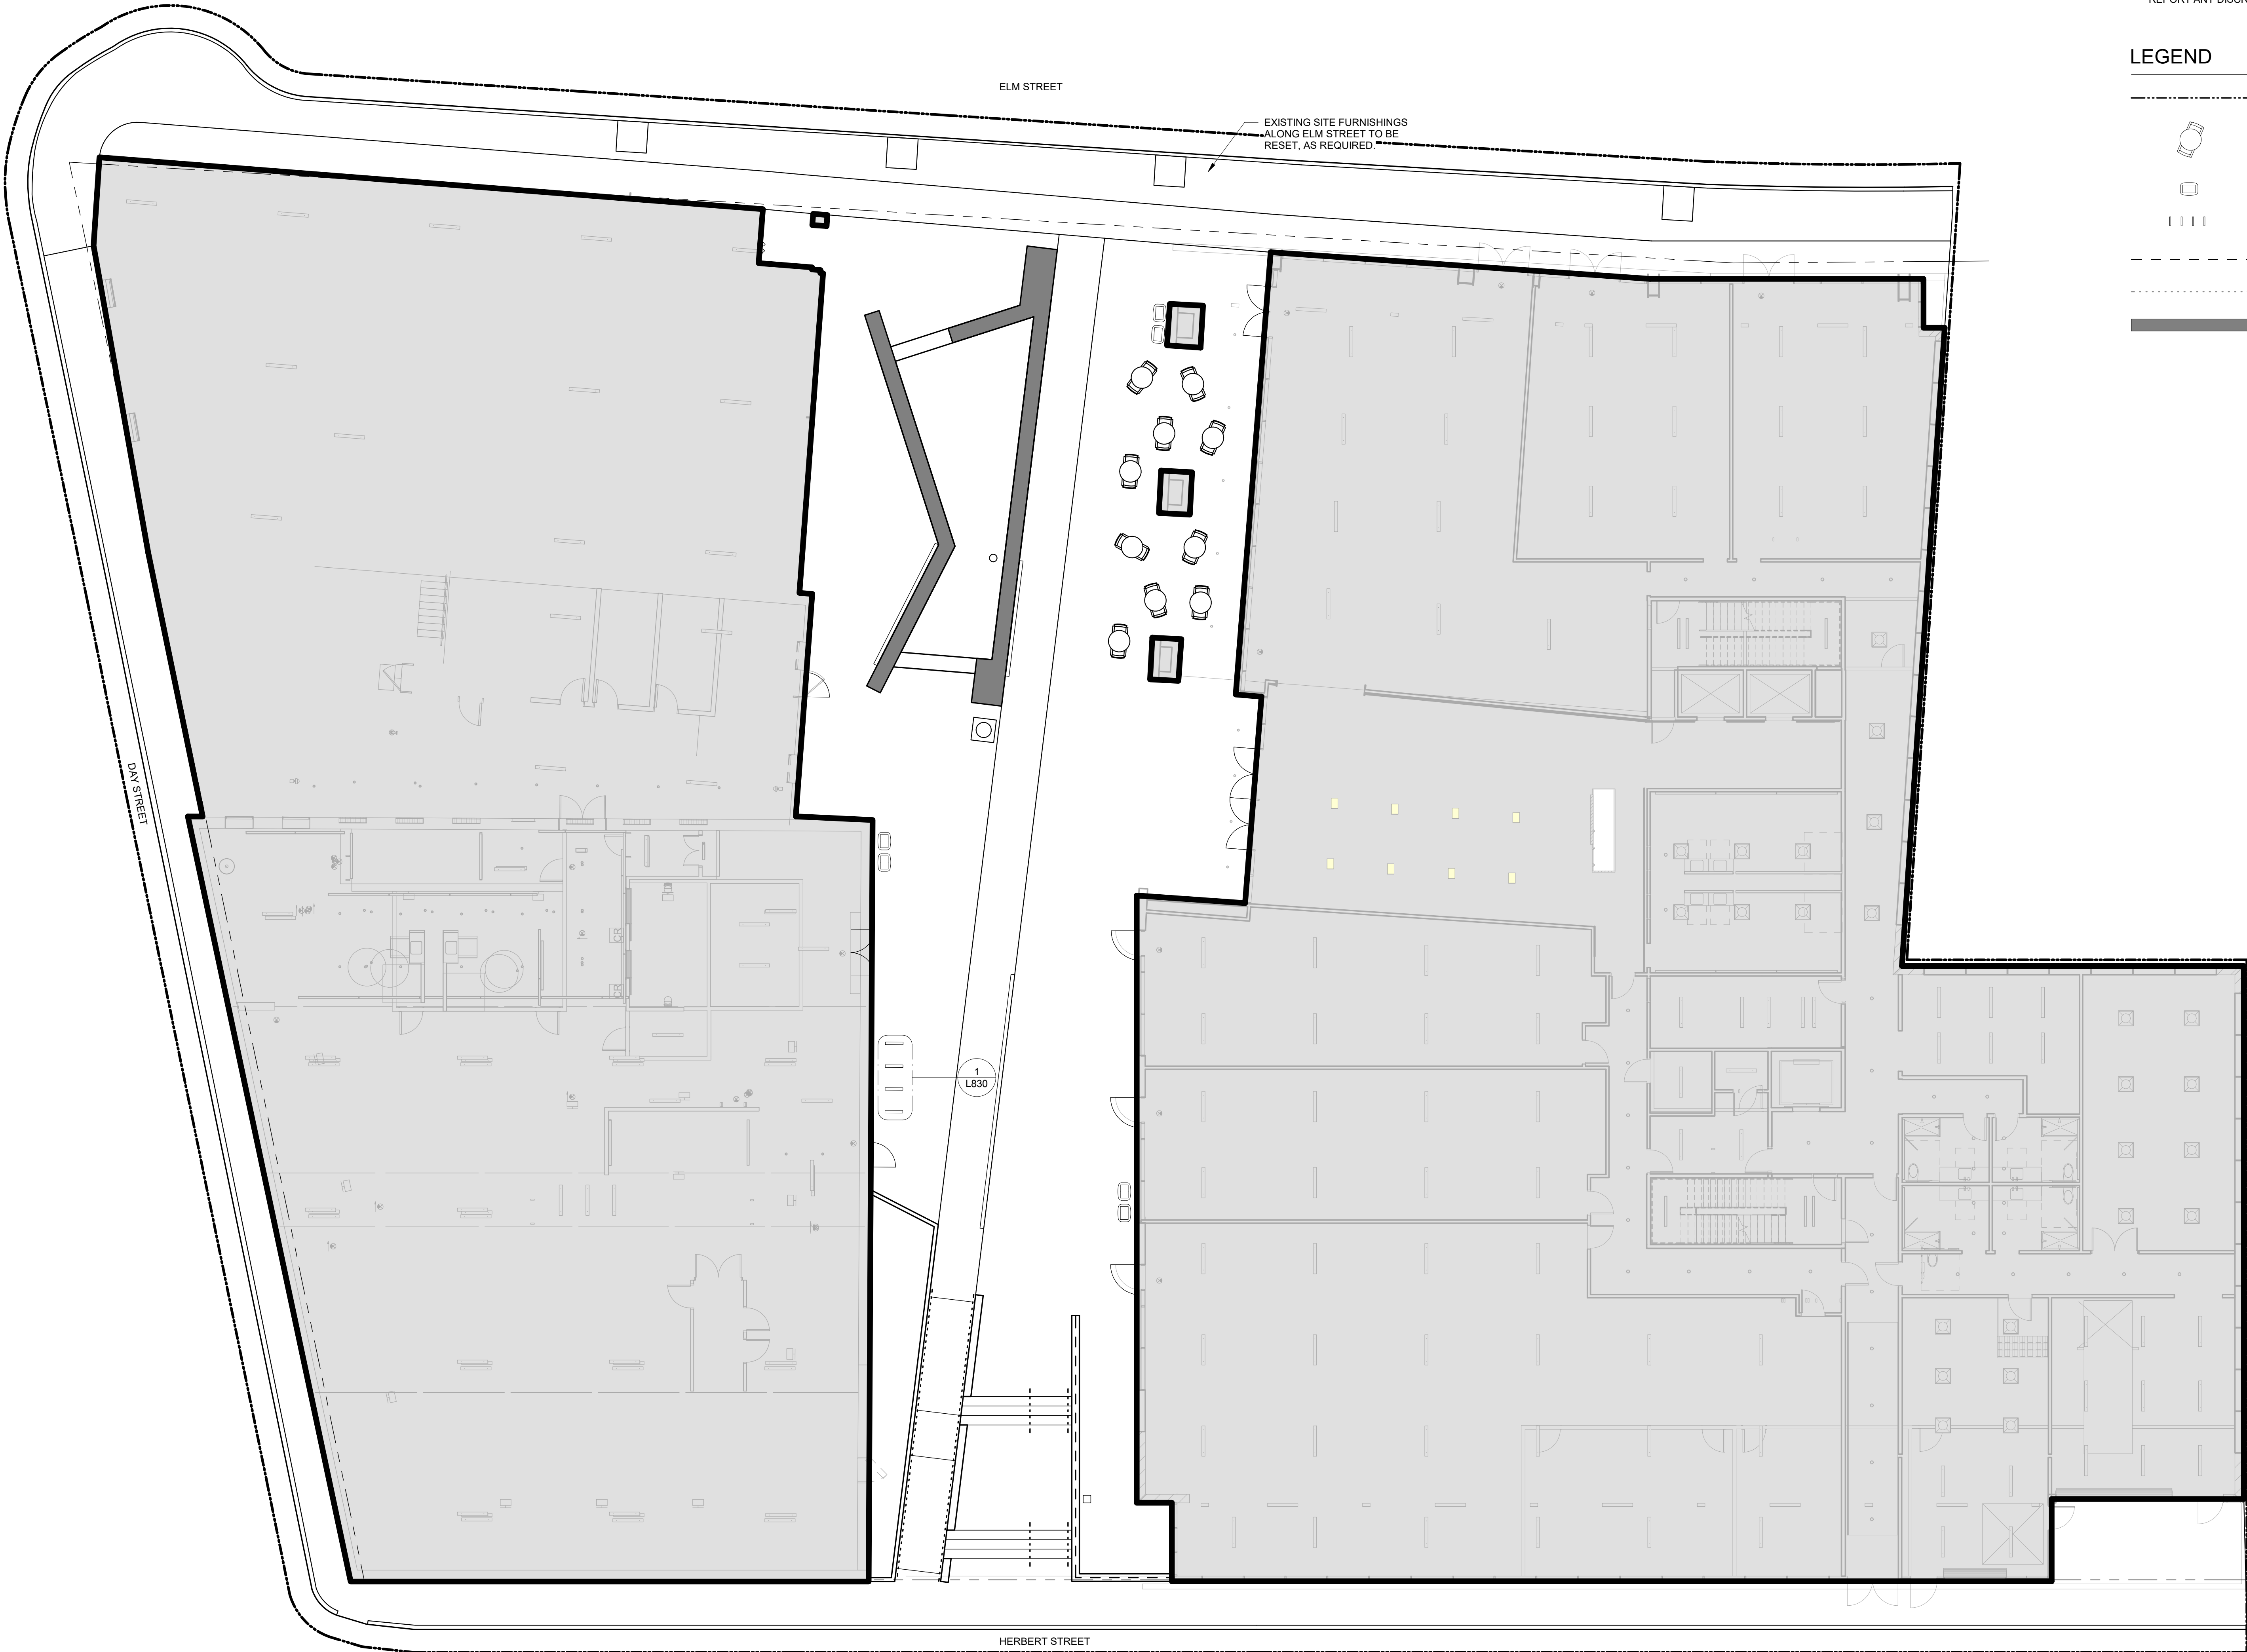 LEGEND
ELM STREET
EXISTING SITE FURNISHINGS
ALONG ELM STREET TO BE
RESET, AS REQUIRED.
DAY STREET
1
L830
HERBERT STREET